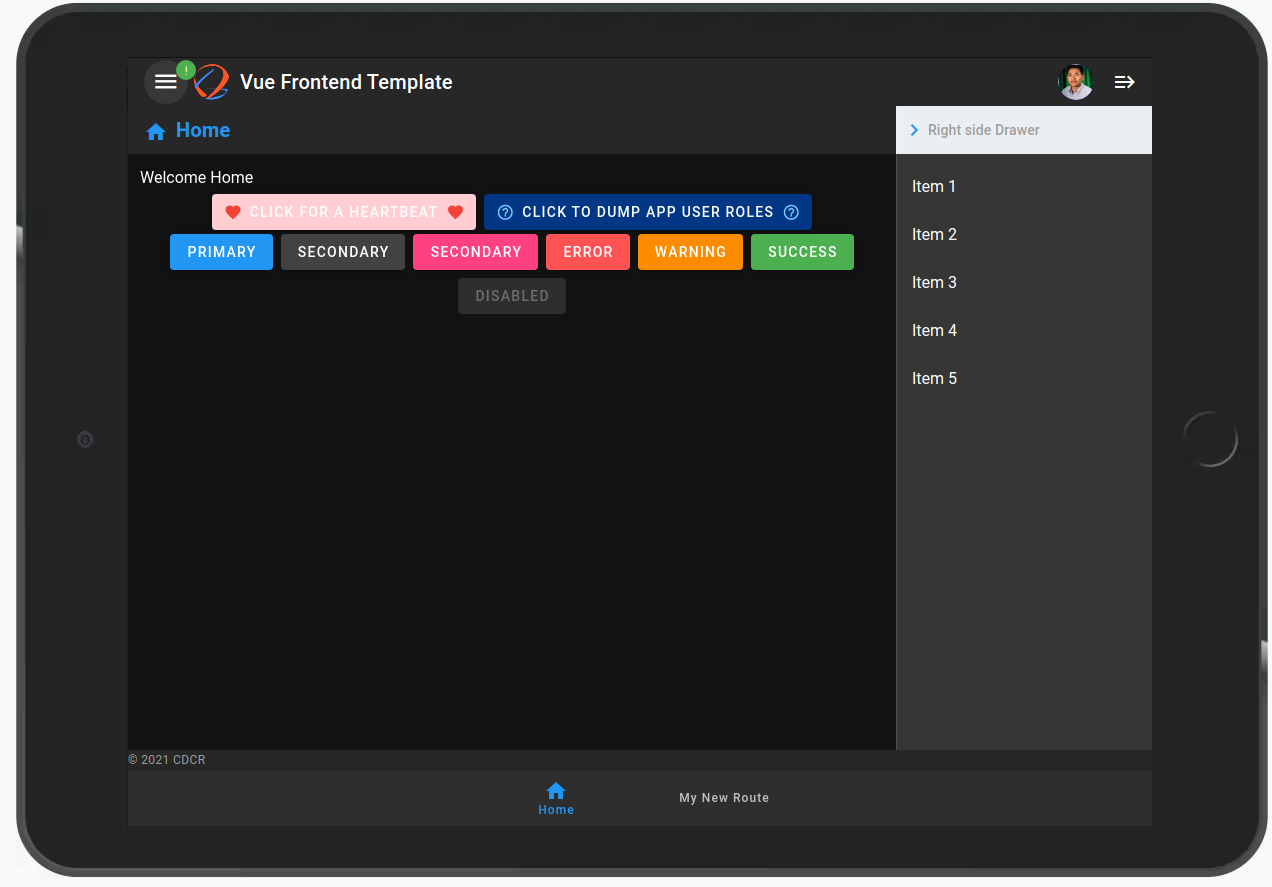 !
Vue Frontend Template
Home
Right side Drawer
Welcome Home
CLICK FOR A HEARTBEAT
CLICK TO DUMP APP USER ROLES
PRIMARY
SECONDARY
SECONDARY
ERROR
WARNING
SUCCESS
DISABLED
Item 1
Item 2
Item 3
Item 4
Item 5
© 2021 CDCR
Home
My New Route